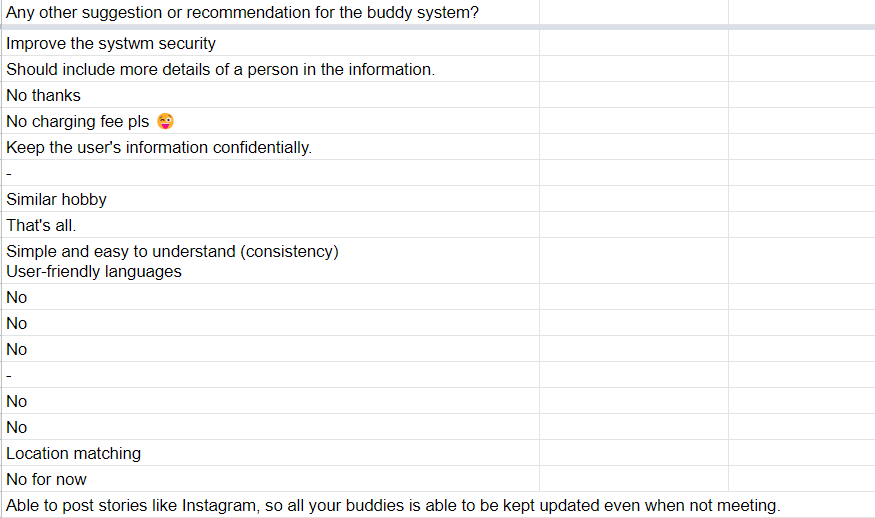 Any other suggestion or recommendation for the buddy system?
Improve the systwm security
Should include more details of a person in the information.
No thanks
No charging fee pls 😜
Keep the user's information confidentially.
-
Similar hobby
That's all.
Simple and easy to understand (consistency)
User-friendly languages
No
No
No
-
No
No
Location matching
No for now
Able to post stories like Instagram, so all your buddies is able to be kept updated even when not meeting.